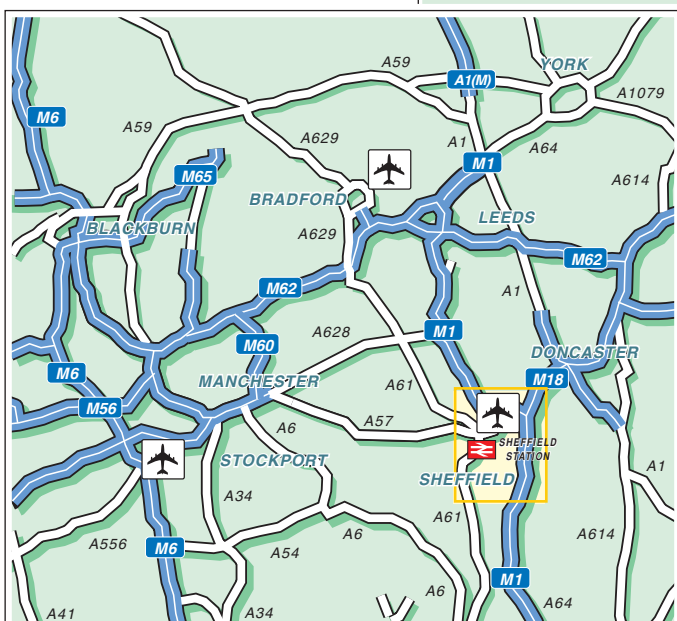 YORK
A59
A1(M)
A1079
M6
A59
A629
A1
A64
M1
M65
A614
BRADFORD
LEEDS
BLACKBURN
A629
M62
M62
A1
A628
M1
M60
DONCASTER
M6
MANCHESTER
A61
M18
M56
A57
A6
SHEFFIELD
STATION
STOCKPORT
SHEFFIELD
A1
A34
A61
A614
A556
M6
A54
A6
M1
A6
A64
A41
A34